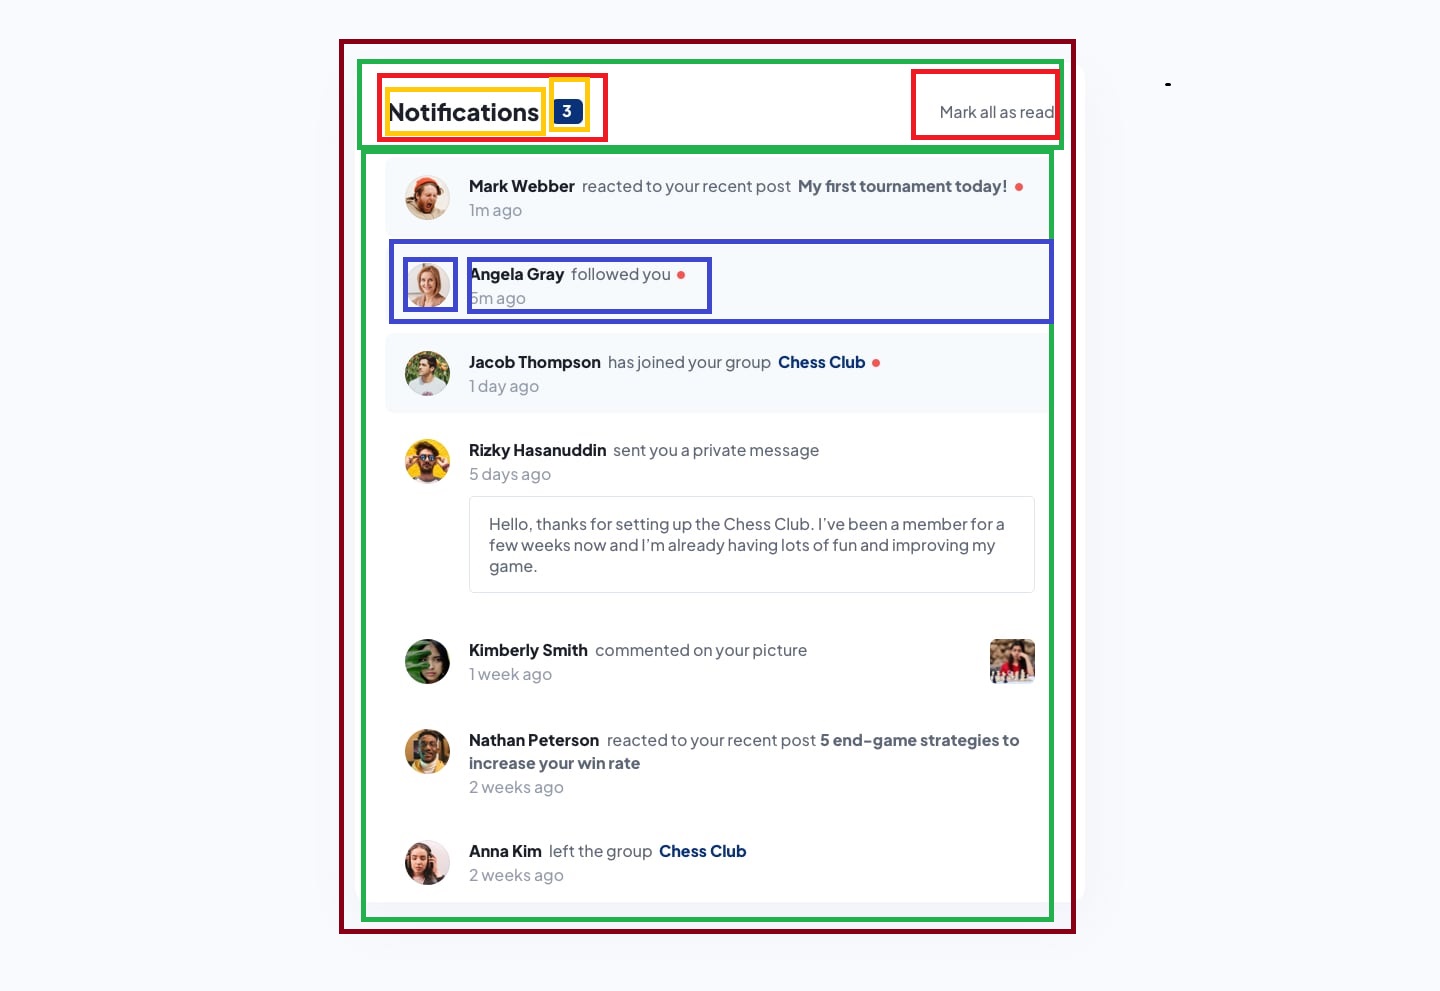 Notifications 3
Mark all as read
Mark Webber reacted to your recent post My first tournament today!
1m ago
Angela Gray followed you
5m ago
Jacob Thompson has joined your group Chess Club
1 day ago
Rizky Hasanuddin sent you a private message
5 days ago
Hello, thanks for setting up the Chess Club. I’ve been a member for a
few weeks now and I’m already having lots of fun and improving my
game.
Kimberly Smith commented on your picture
1 week ago
Nathan Peterson reacted to your recent post 5 end-game strategies to
increase your win rate
2 weeks ago
Anna Kim left the group Chess Club
2 weeks ago